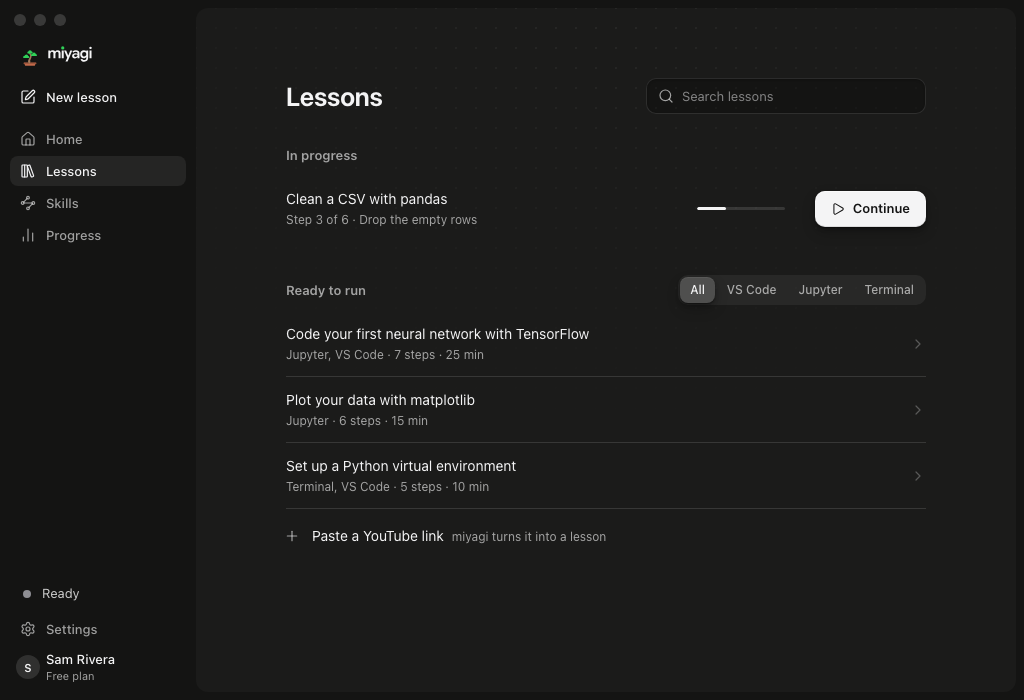 miyagi
New lesson
Home
Lessons
Skills
Progress
Ready
Settings
S
Sam Rivera
Free plan
Lessons
Search lessons
In progress
Clean a CSV with pandas
Step 3 of 6 · Drop the empty rows
Continue
Ready to run
All VS Code Jupyter Terminal
Code your first neural network with TensorFlow
Jupyter, VS Code · 7 steps · 25 min
Plot your data with matplotlib
Jupyter · 6 steps · 15 min
Set up a Python virtual environment
Terminal, VS Code · 5 steps · 10 min
Paste a YouTube link miyagi turns it into a lesson